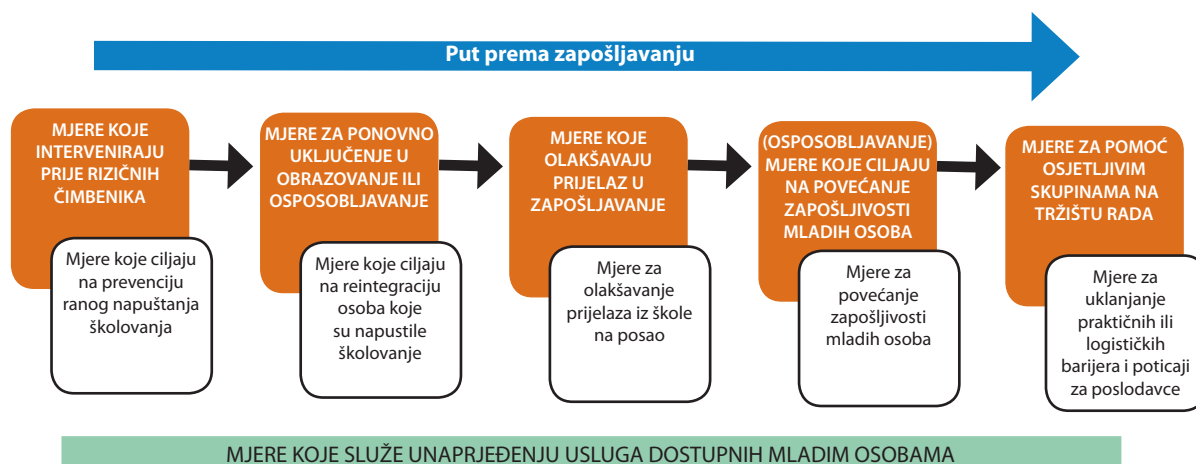 Put prema zapošljavanju
MJERE KOJE
INTERVENIRAJU
PRIJE RIZIČNIH
ČIMBENIKA
Mjere koje ciljaju
na prevenciju
ranog napuštanja
školovanja
MJERE ZA PONOVNO
UKLJUČENJE U
OBRAZOVANJE ILI
OSPOSOBLJAVANJE
Mjere koje ciljaju
na reintegraciju
osoba koje
su napustile
školovanje
MJERE KOJE
OLAKŠAVAJU
PRIJELAZ U
ZAPOŠLJAVANJE
Mjere za
olakšavanje
prijelaza iz škole
na posao
(OSPOSOBLJAVANJE)
MJERE KOJE CILJAJU
NA POVEĆANJE
ZAPOŠLJIVOSTI
MLADIH OSOBA
Mjere za
povećanje
zapošljivosti
mladih osoba
MJERE ZA POMOĆ
OSJETLJIVIM
SKUPINAMA NA
TRŽIŠTU RADA
Mjere za
uklanjanje
praktičnih ili
logističkih
barijera i poticaji
za poslodavce
MJERE KOJE SLUŽE UNAPRJEĐENJU USLUGA DOSTUPNIH MLADIM OSOBAMA